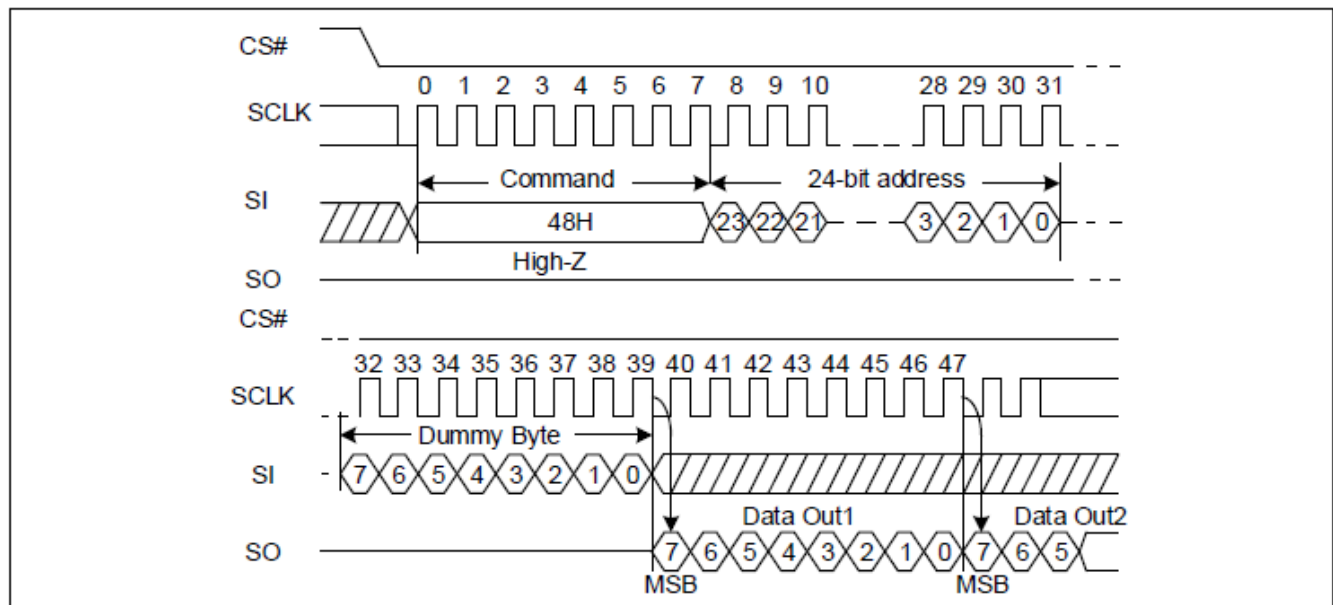 CS#
0 1 2 3 4 5 6 7 8 9 10 28 29 30 31
SCLK
Command 24-bit address
SI
48H 23 22 21 3 2 1 0
High-Z
SO
CS#
32 33 34 35 36 37 38 39 40 41 42 43 44 45 46 47
SCLK
Dummy Byte
SI 7 6 5 4 3 2 1 0
Data Out1 Data Out2
SO 7 6 5 4 3 2 1 0 7 6 5
MSB MSB